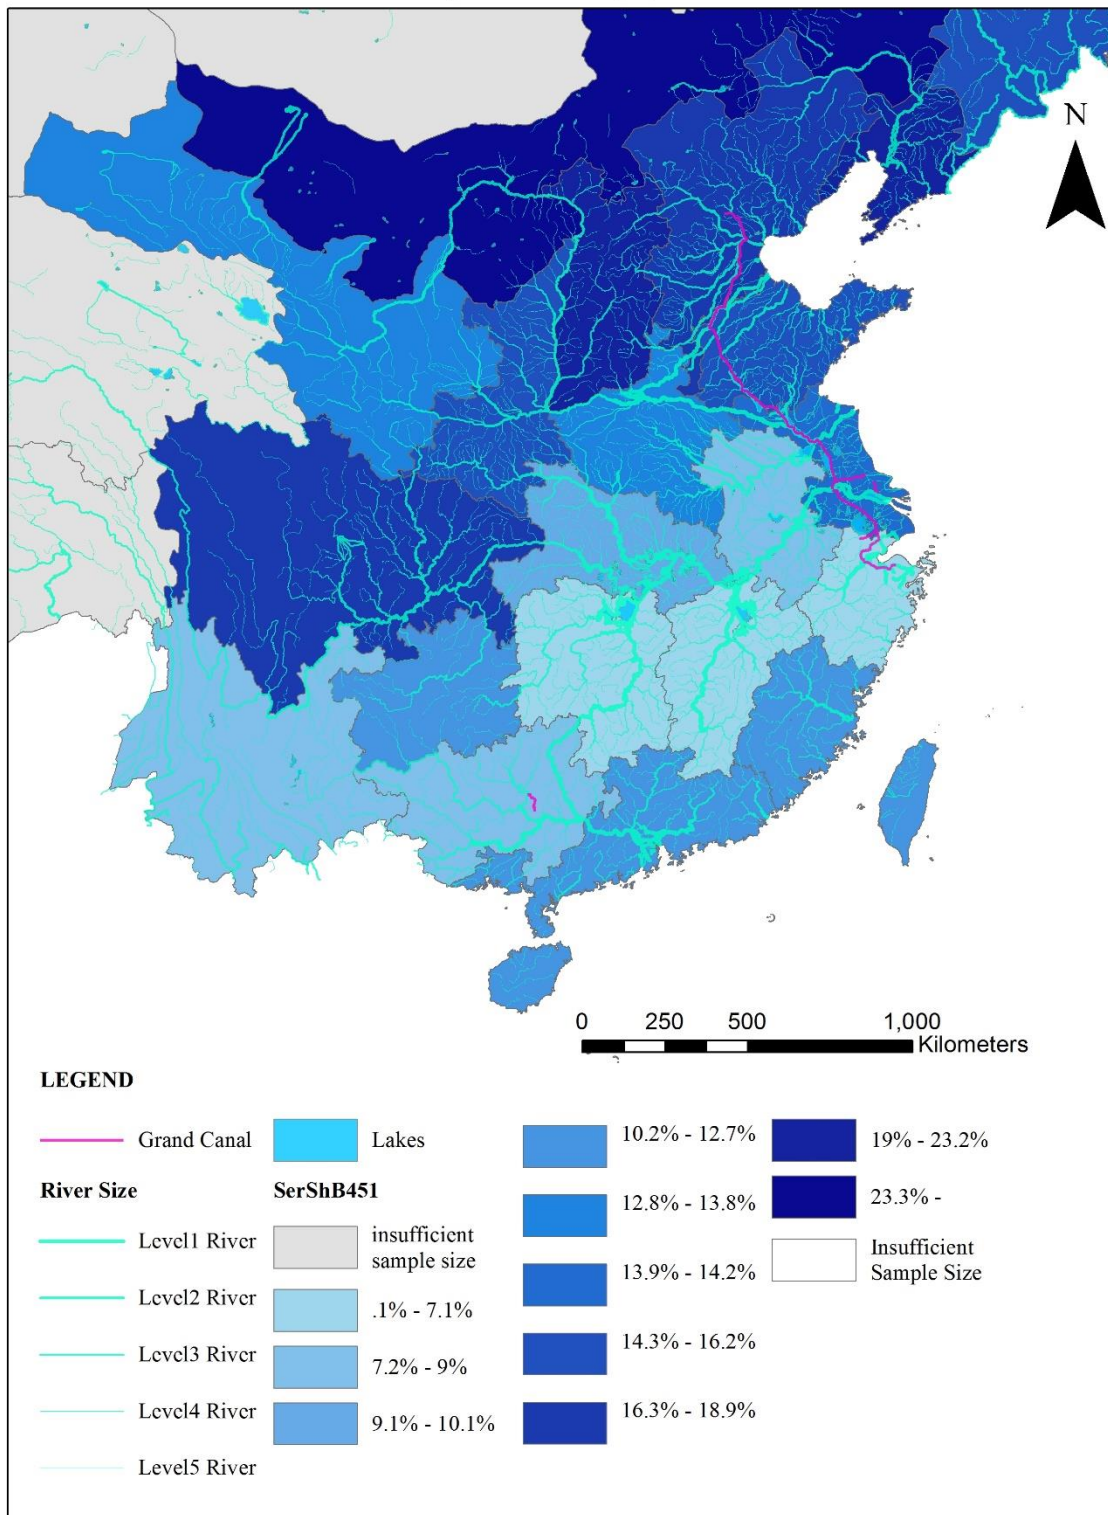 N
0 250 500 1,000
Kilometers
LEGEND
Grand Canal
River Size
Level1 River
Level2 River
Level3 River
Level4 River
Level5 River
Lakes
SerShB451
insufficient
sample size
.1% - 7.1%
7.2% - 9%
9.1% - 10.1%
10.2% - 12.7%
12.8% - 13.8%
13.9% - 14.2%
14.3% - 16.2%
16.3% - 18.9%
19% - 23.2%
23.3% -
Insufficient
Sample Size